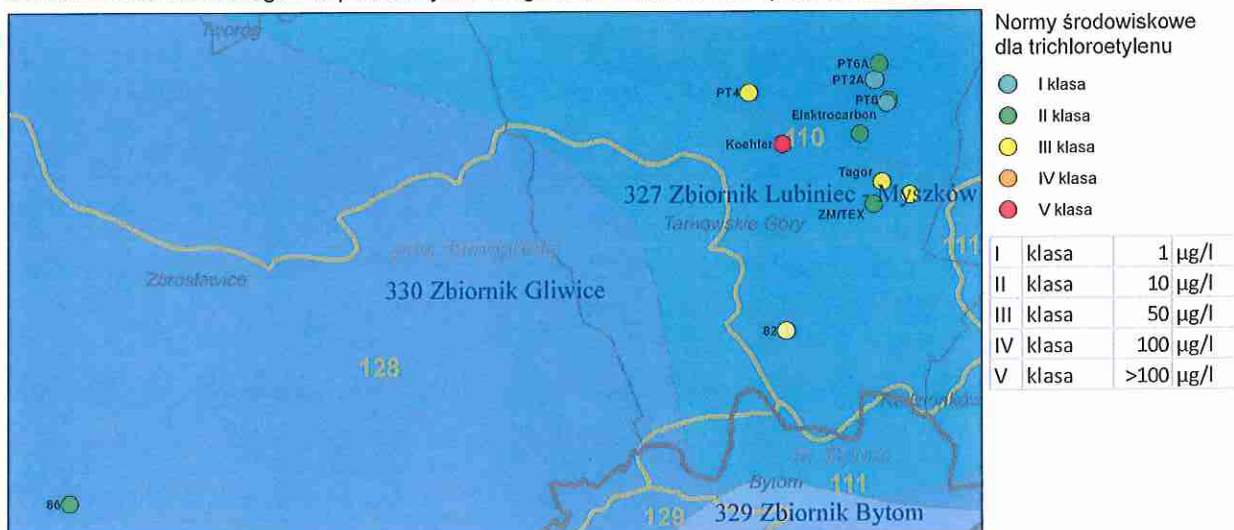 Normy środowiskowe
dla trichloroetylenu
I klasa
II klasa
III klasa
IV klasa
V klasa
I klasa 1 µg/l
II klasa 10 µg/l
III klasa 50 µg/l
IV klasa 100 µg/l
V klasa >100 µg/l
Tworóg
PT6A
PT2A
PT4
Elektrocarbon
Koehler
110
Tagor
327 Zbiornik Lubiniec - Myszków
ZM/TEX
Tarnowskie Góry
111
Zbrosławice
330 Zbiornik Gliwice
82
128
86
Bytom
111
129
329 Zbiornik Bytom